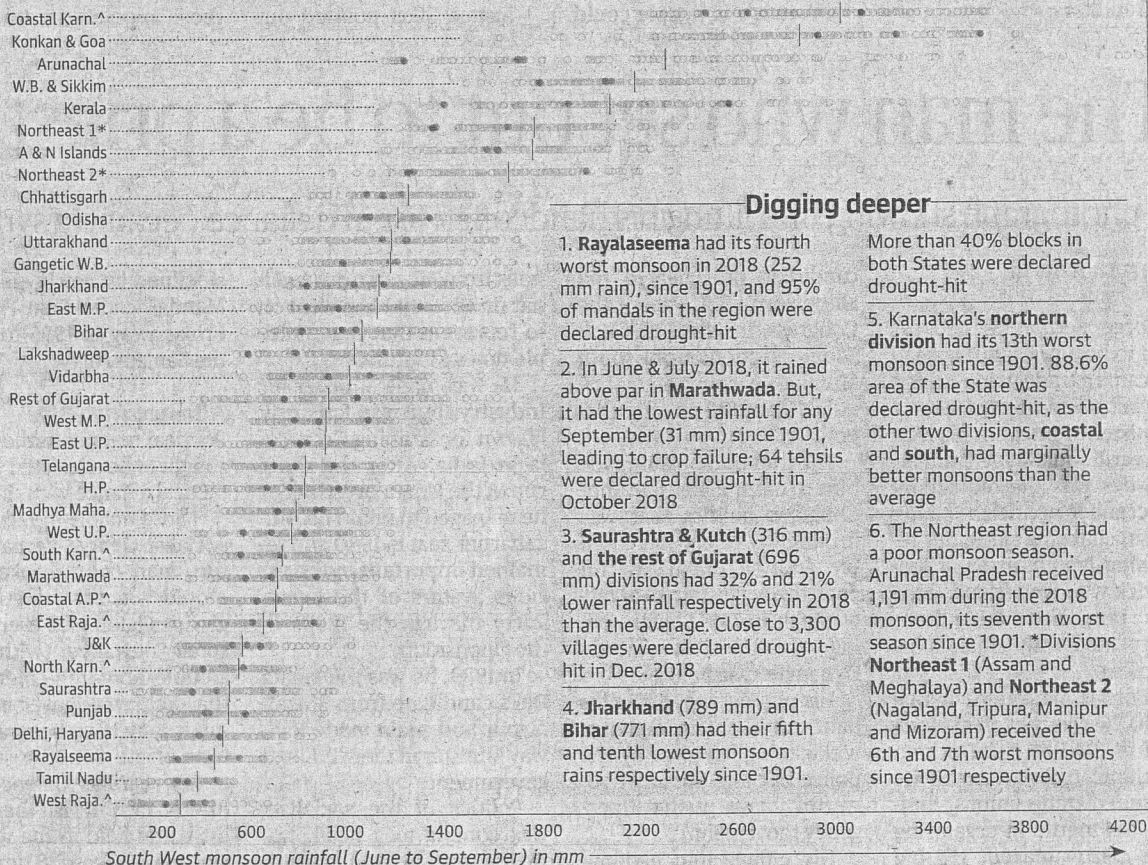 Coastal Karn.^
Konkan & Goa
Arunachal
W.B. & Sikkim
Kerala
Northeast 1*
A & N Islands
Northeast 2*
Chhattisgarh
Odisha
Uttarakhand
Gangetic W.B.
Jharkhand
East M.P.
Bihar
Lakshadweep
Vidarbha
Rest of Gujarat
West M.P.
East U.P.
Telangana
H.P.
Madhya Maha.
West U.P.
South Karn.^
Marathwada
Coastal A.P.^
East Raja.^
J&K
North Karn.^
Saurashtra
Punjab
Delhi, Haryana
Rayalaseema
Tamil Nadu
West Raja.^
200 600 1000 1400 1800 2200 2600 3000 3400 3800 4200
South West monsoon rainfall (June to September) in mm
Digging deeper
1. Rayalaseema had its fourth
worst monsoon in 2018 (252
mm rain), since 1901, and 95%
of mandals in the region were
declared drought-hit
2. In June & July 2018, it rained
above par in Marathwada. But,
it had the lowest rainfall for any
September (31 mm) since 1901,
leading to crop failure; 64 tehsils
were declared drought-hit in
October 2018
3. Saurashtra & Kutch (316 mm)
and the rest of Gujarat (696
mm) divisions had 32% and 21%
lower rainfall respectively in 2018
than the average. Close to 3,300
villages were declared drought-
hit in Dec. 2018
4. Jharkhand (789 mm) and
Bihar (771 mm) had their fifth
and tenth lowest monsoon
rains respectively since 1901.
More than 40% blocks in
both States were declared
drought-hit
5. Karnataka's northern
division had its 13th worst
monsoon since 1901. 88.6%
area of the State was
declared drought-hit, as the
other two divisions, coastal
and south, had marginally
better monsoons than the
average
6. The Northeast region had
a poor monsoon season.
Arunachal Pradesh received
1,191 mm during the 2018
monsoon, its seventh worst
season since 1901. *Divisions
Northeast 1 (Assam and
Meghalaya) and Northeast 2
(Nagaland, Tripura, Manipur
and Mizoram) received the
6th and 7th worst monsoons
since 1901 respectively